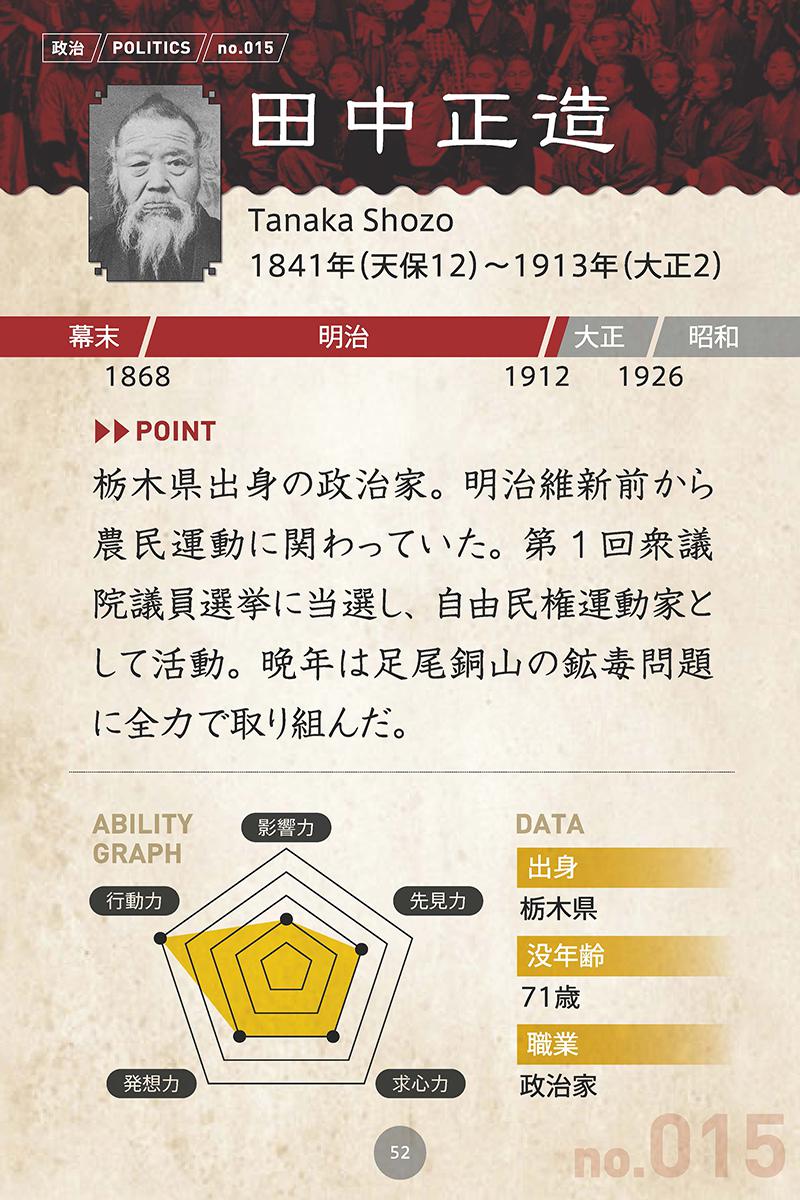 政治 POLITICS no.015
田中正造
Tanaka Shozo
1841年（天保12）～1913年（大正2）
幕末 明治 大正 昭和
1868 1912 1926
POINT
栃木県出身の政治家。明治維新前から
農民運動に関わっていた。第1回衆議
院議員選挙に当選し、自由民権運動家と
して活動。晩年は足尾銅山の鉱毒問題
に全力で取り組んだ。
ABILITY
GRAPH
影響力
行動力
先見力
発想力
求心力
DATA
出身
栃木県
没年齢
71歳
職業
政治家
52
no.015